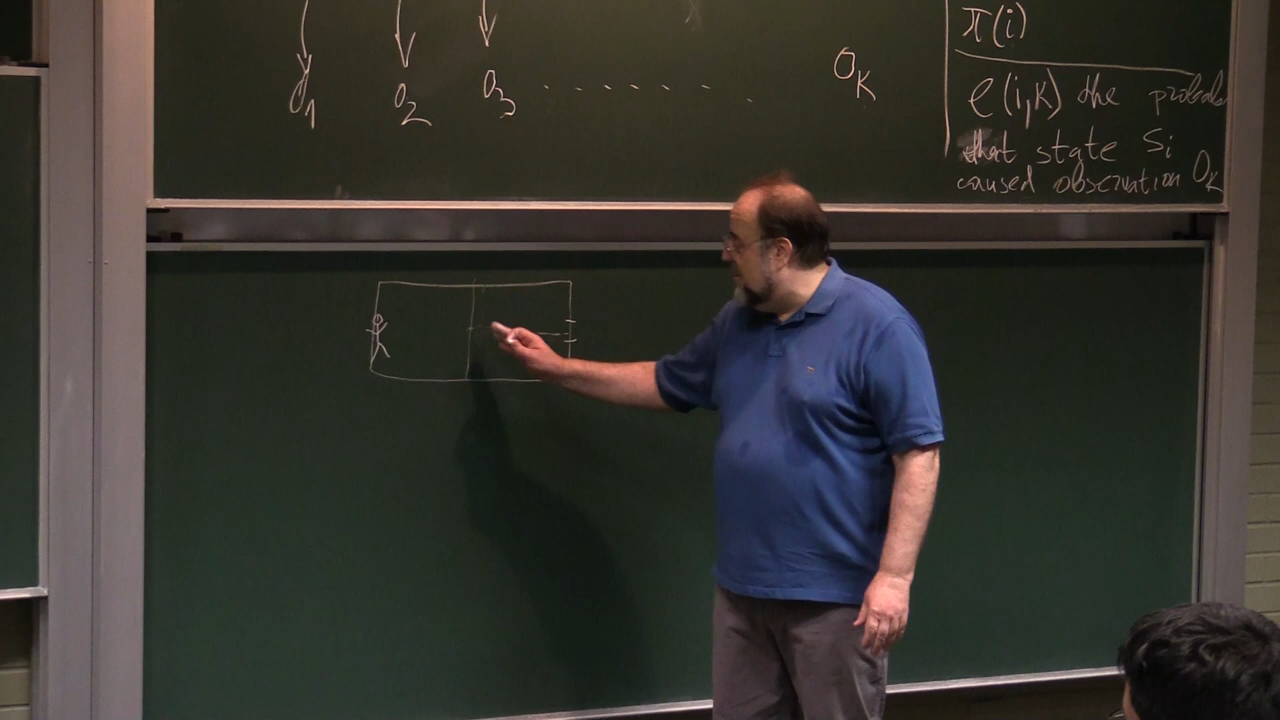 O1 O2 O3 . . . . . . OK
π(i)
e(i,K) the probab
that state Si
caused observation OK